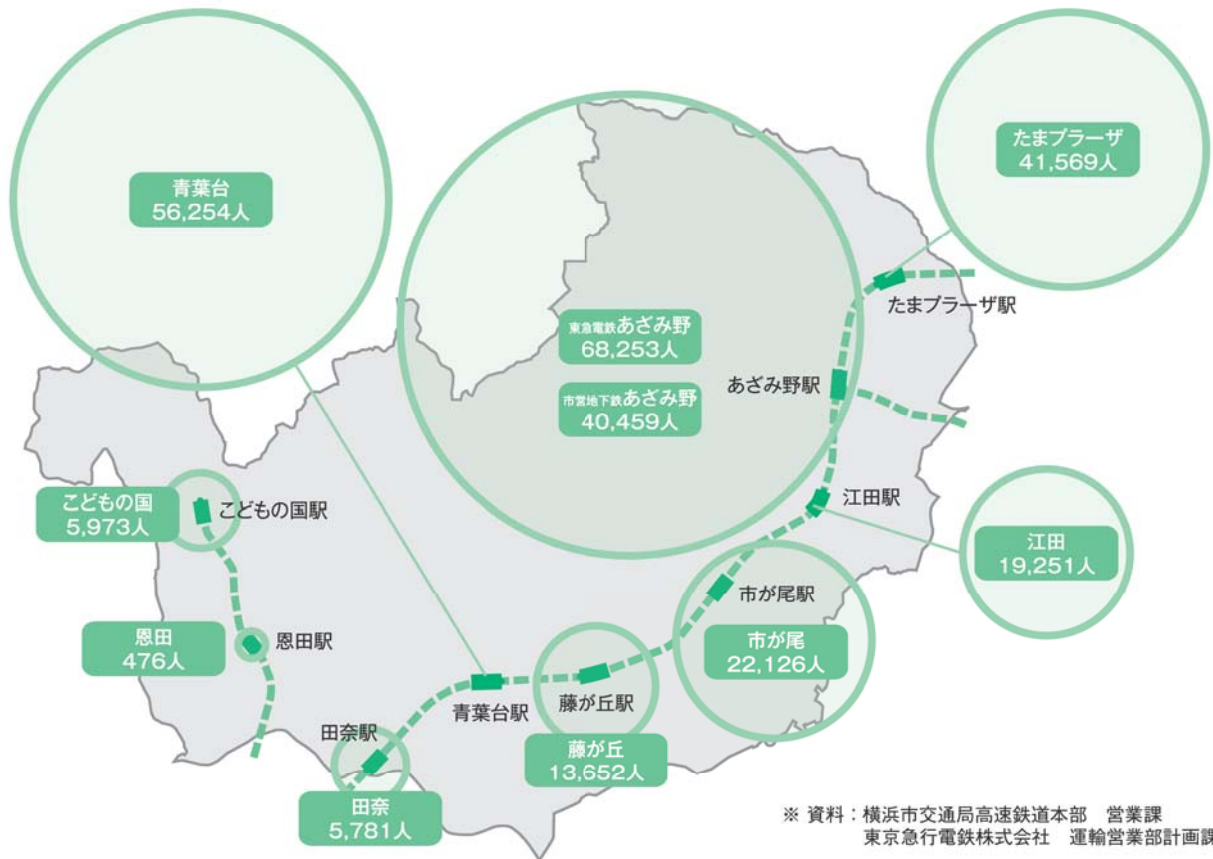 青葉台
56,254人
たまプラーザ
41,569人
たまプラーザ駅
東急電鉄あざみ野
68,253人
市営地下鉄あざみ野
40,459人
あざみ野駅
こどもの国
5,973人
こどもの国駅
江田駅
江田
19,251人
市が尾駅
市が尾
22,126人
恩田
476人
恩田駅
藤が丘駅
藤が丘
13,652人
青葉台駅
田奈駅
田奈
5,781人
※ 資料：横浜市交通局高速鉄道本部　営業課
東京急行電鉄株式会社　運輸営業部計画課